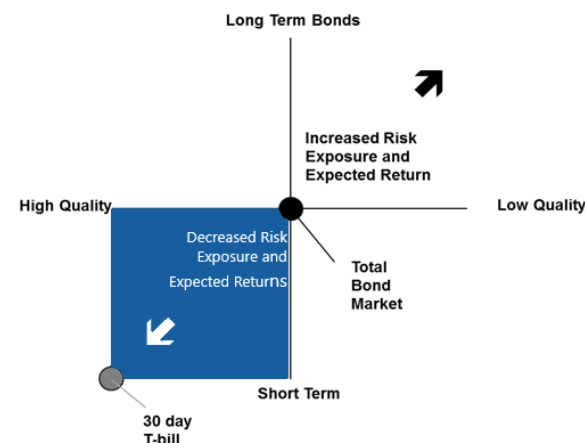 Long Term Bonds
Increased Risk
Exposure and
Expected Return
High Quality
Low Quality
Decreased Risk
Exposure and
Expected Returns
Total
Bond
Market
Short Term
30 day
T-bill